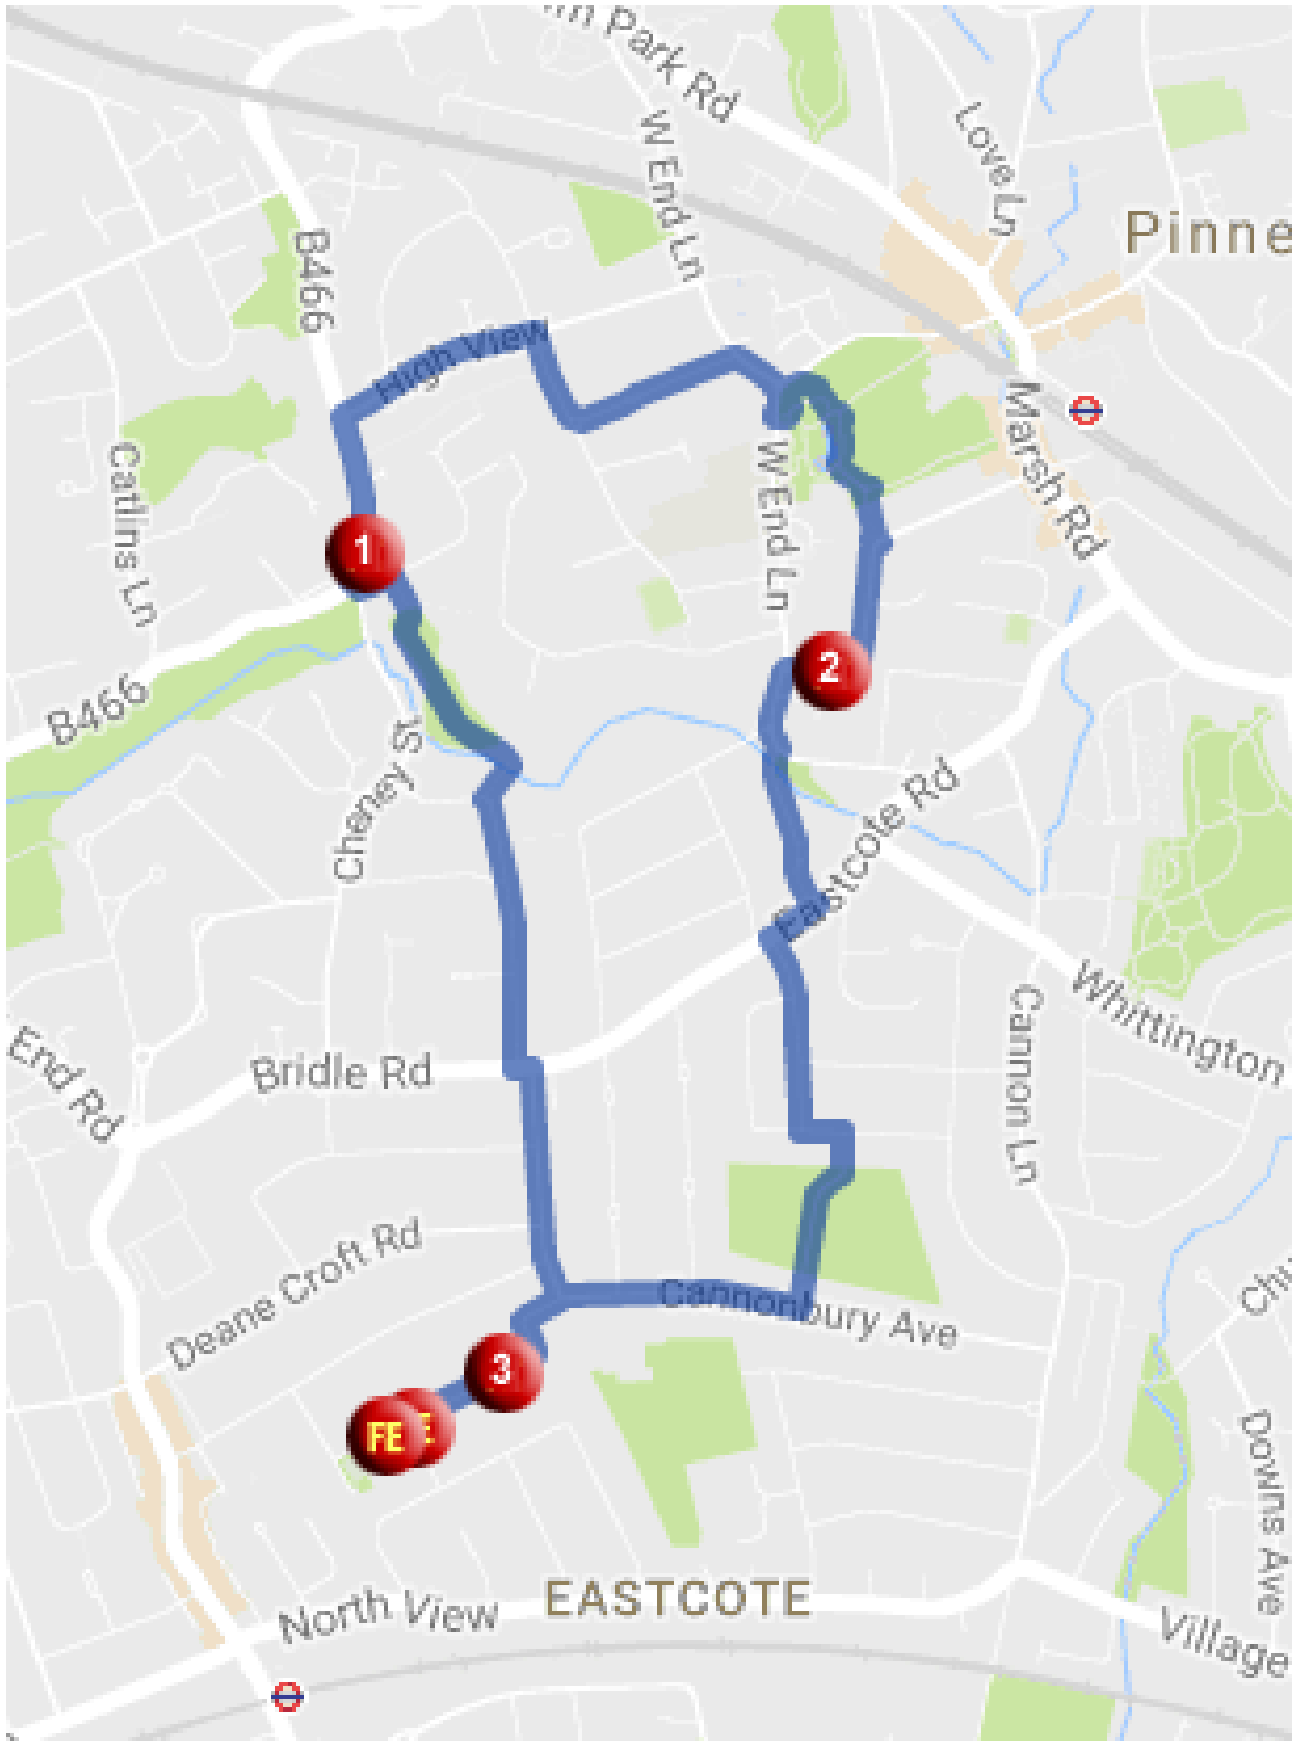 Park Rd
Love Ln
W End Ln
Pinne
B466
High View
Marsh Rd
Catlins Ln
W End Ln
1
2
B466
Cheney St
Eastcote Rd
Whittington
Cannon Ln
End Rd
Bridle Rd
Deane Croft Rd
Cannonbury Ave
3
FE
E
Downs Ave
EASTCOTE
North View
Village